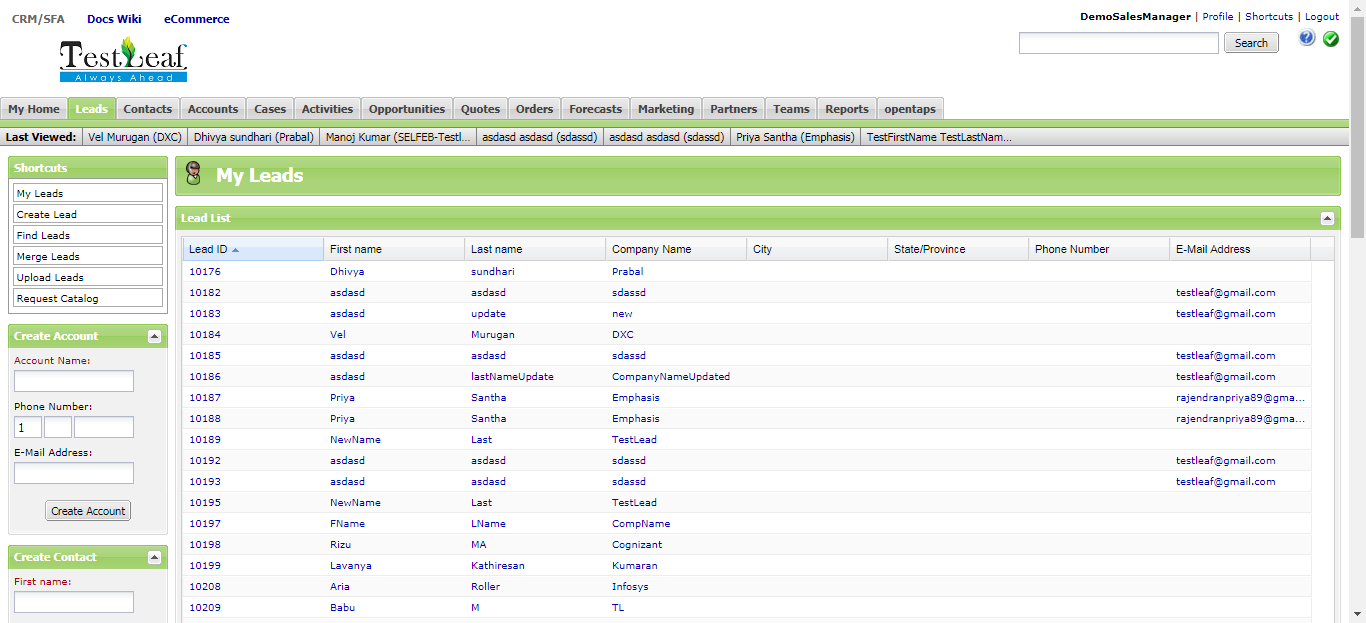 CRM/SFA Docs Wiki eCommerce
DemoSalesManager | Profile | Shortcuts | Logout
TestLeaf
Always Ahead
Search
My Home Leads Contacts Accounts Cases Activities Opportunities Quotes Orders Forecasts Marketing Partners Teams Reports opentaps
Last Viewed: Vel Murugan (DXC) Dhivya sundhari (Prabal) Manoj Kumar (SELFEB-Testl... asdasd asdasd (sdassd) asdasd asdasd (sdassd) Priya Santha (Emphasis) TestFirstName TestLastNam...
Shortcuts
My Leads
Create Lead
Find Leads
Merge Leads
Upload Leads
Request Catalog
Create Account
Account Name:
Phone Number:
1
E-Mail Address:
Create Account
Create Contact
First name:
My Leads
Lead List
Lead ID First name Last name Company Name City State/Province Phone Number E-Mail Address
10176 Dhivya sundhari Prabal
10182 asdasd asdasd sdassd testleaf@gmail.com
10183 asdasd update new testleaf@gmail.com
10184 Vel Murugan DXC
10185 asdasd asdasd sdassd testleaf@gmail.com
10186 asdasd lastNameUpdate CompanyNameUpdated testleaf@gmail.com
10187 Priya Santha Emphasis rajendranpriya89@gma...
10188 Priya Santha Emphasis rajendranpriya89@gma...
10189 NewName Last TestLead
10192 asdasd asdasd sdassd testleaf@gmail.com
10193 asdasd asdasd sdassd testleaf@gmail.com
10195 NewName Last TestLead
10197 FName LName CompName
10198 Rizu MA Cognizant
10199 Lavanya Kathiresan Kumaran
10208 Aria Roller Infosys
10209 Babu M TL